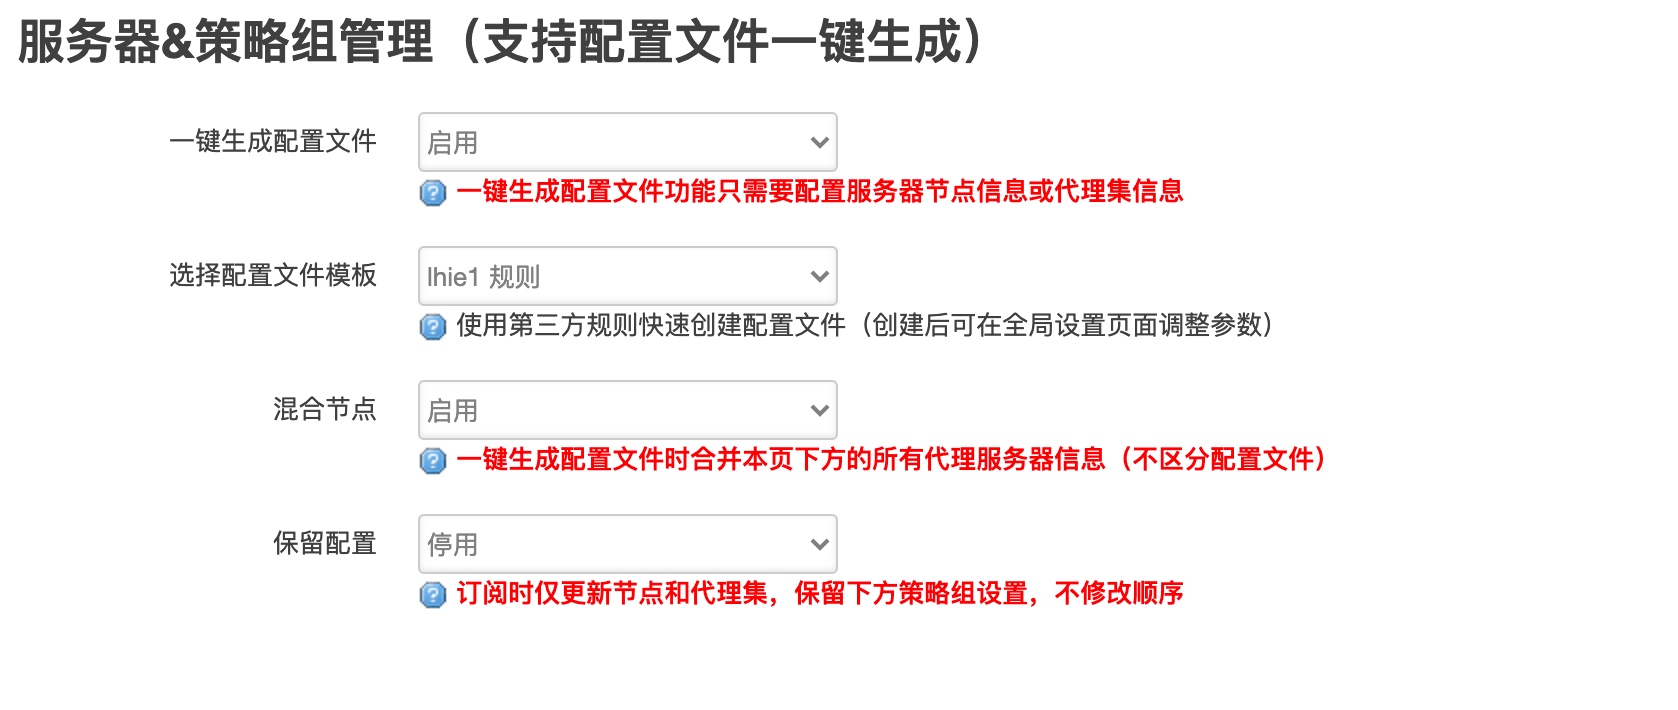 服务器&策略组管理（支持配置文件一键生成）
一键生成配置文件
启用
一键生成配置文件功能只需要配置服务器节点信息或代理集信息
选择配置文件模板
lhie1 规则
使用第三方规则快速创建配置文件（创建后可在全局设置页面调整参数）
混合节点
启用
一键生成配置文件时合并本页下方的所有代理服务器信息（不区分配置文件）
保留配置
停用
订阅时仅更新节点和代理集，保留下方策略组设置，不修改顺序